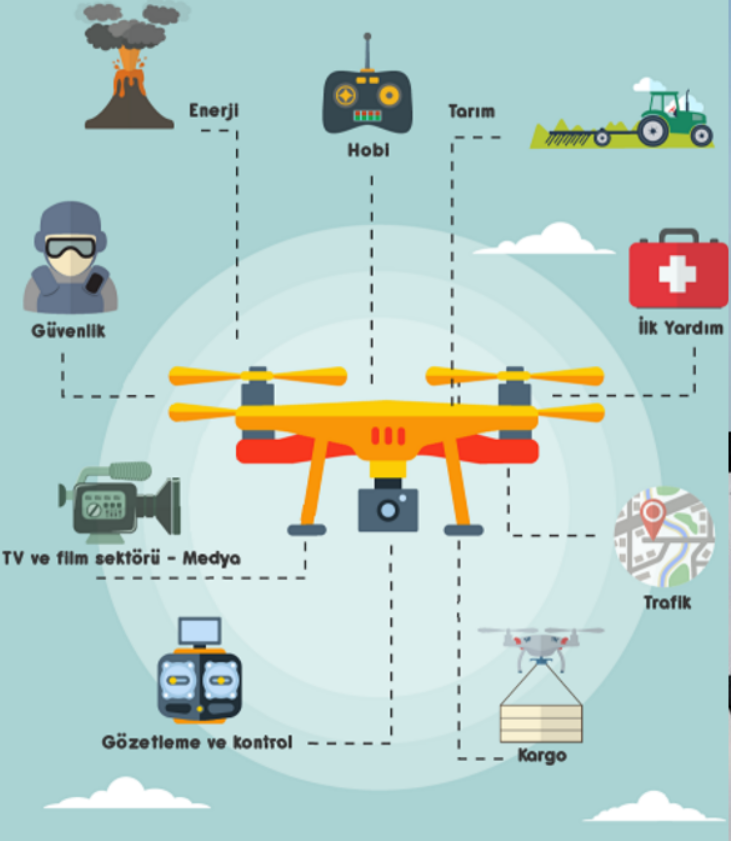 Enerji
Hobi
Tarım
Güvenlik
İlk Yardım
TV ve film sektörü - Medya
Trafik
Gözetleme ve kontrol
Kargo